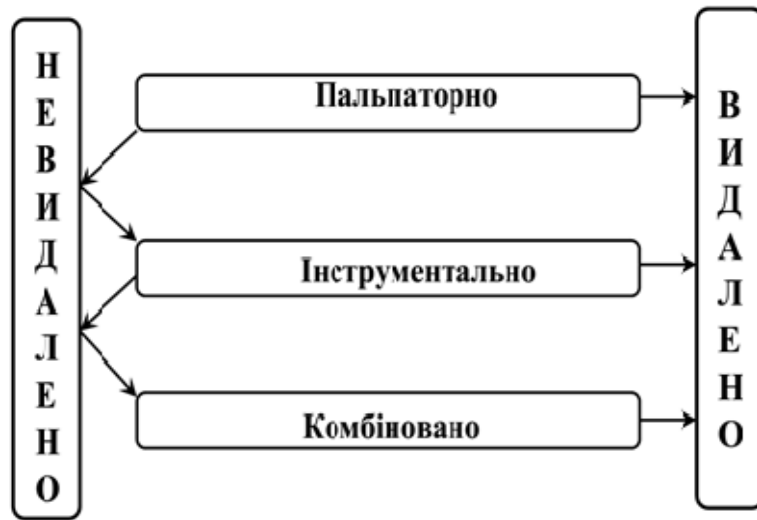 НЕВИДАЛЕНО
Пальпаторно
Інструментально
Комбіновано
ВИДАЛЕНО